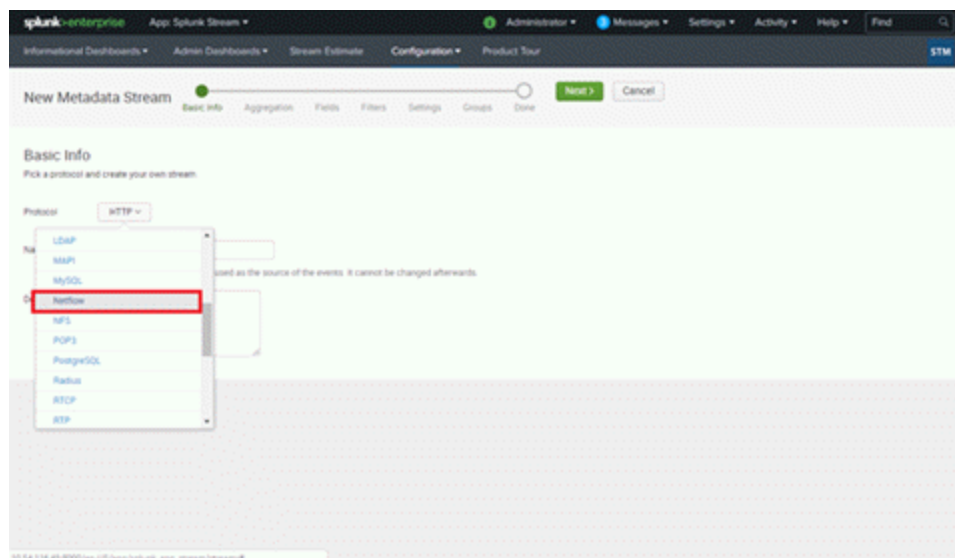 splunk>enterprise App: Splunk Stream Administrator 3 Messages Settings Activity Help Find
Informational Dashboards Admin Dashboards Stream Estimate Configuration Product Tour STM
New Metadata Stream Basic Info Aggregation Fields Filters Settings Groups Done Next > Cancel
Basic Info
Pick a protocol and create your own stream
Protocol HTTP
LDAP
MAPI
Na
MySQL
used as the source of the events. It cannot be changed afterwards.
Netflow
NFS
POP3
PostgreSQL
Radius
RTCP
RTP